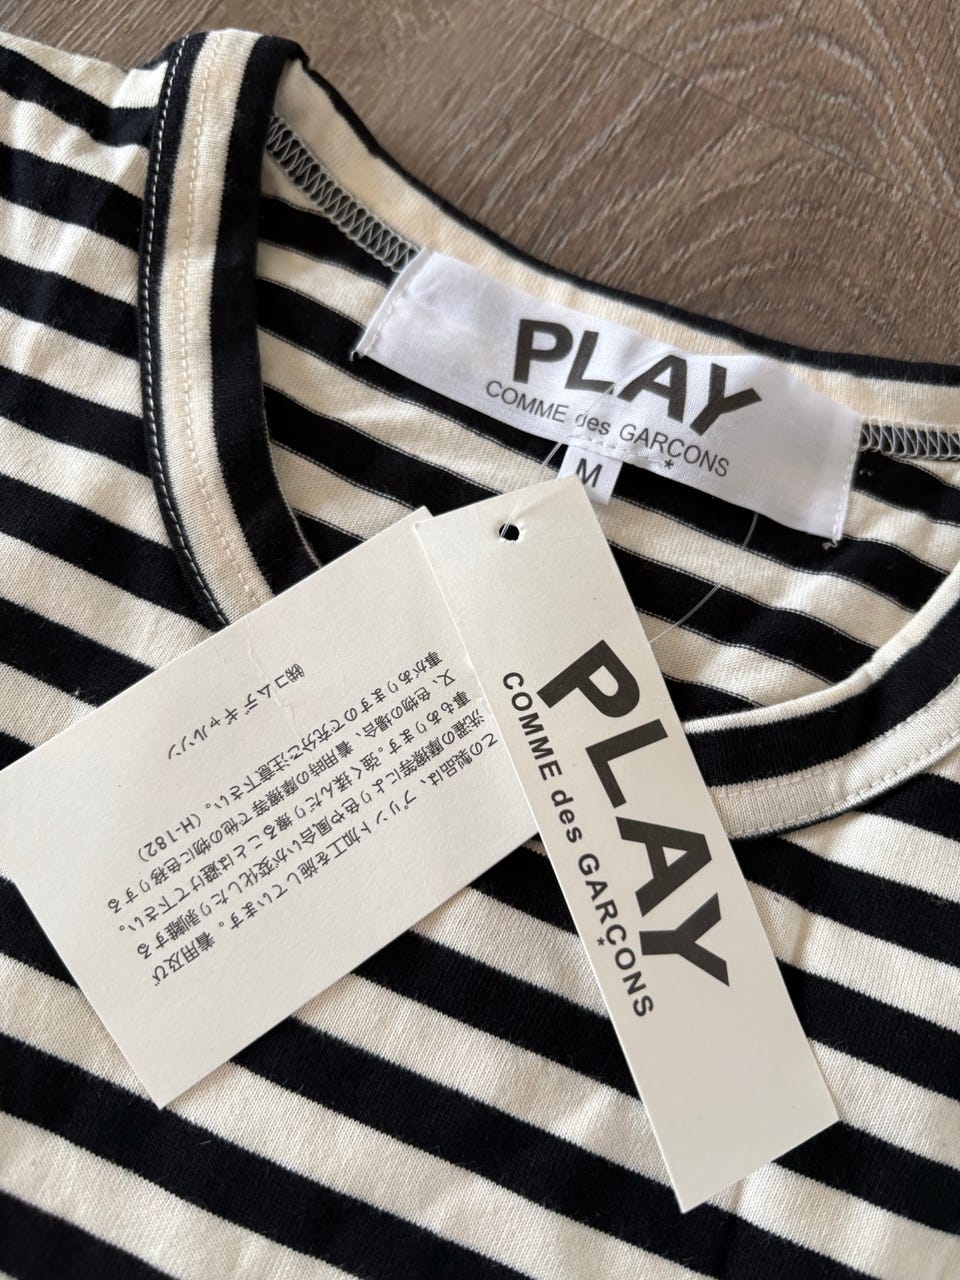 PLAY
COMME des GARCONS
*
M
PLAY
COMME des GARCONS
*
この製品は、プリント加工を施しています。着用及び
洗濯の摩擦等により色や風合いが変化したり剥離する
事もあります。強く揉んだり擦ることは避けて下さい。
又、色物の場合、着用時の摩擦等で他の物に色移りする
事がありますので充分ご注意下さい。(H-182)
㈱コムデギャルソン